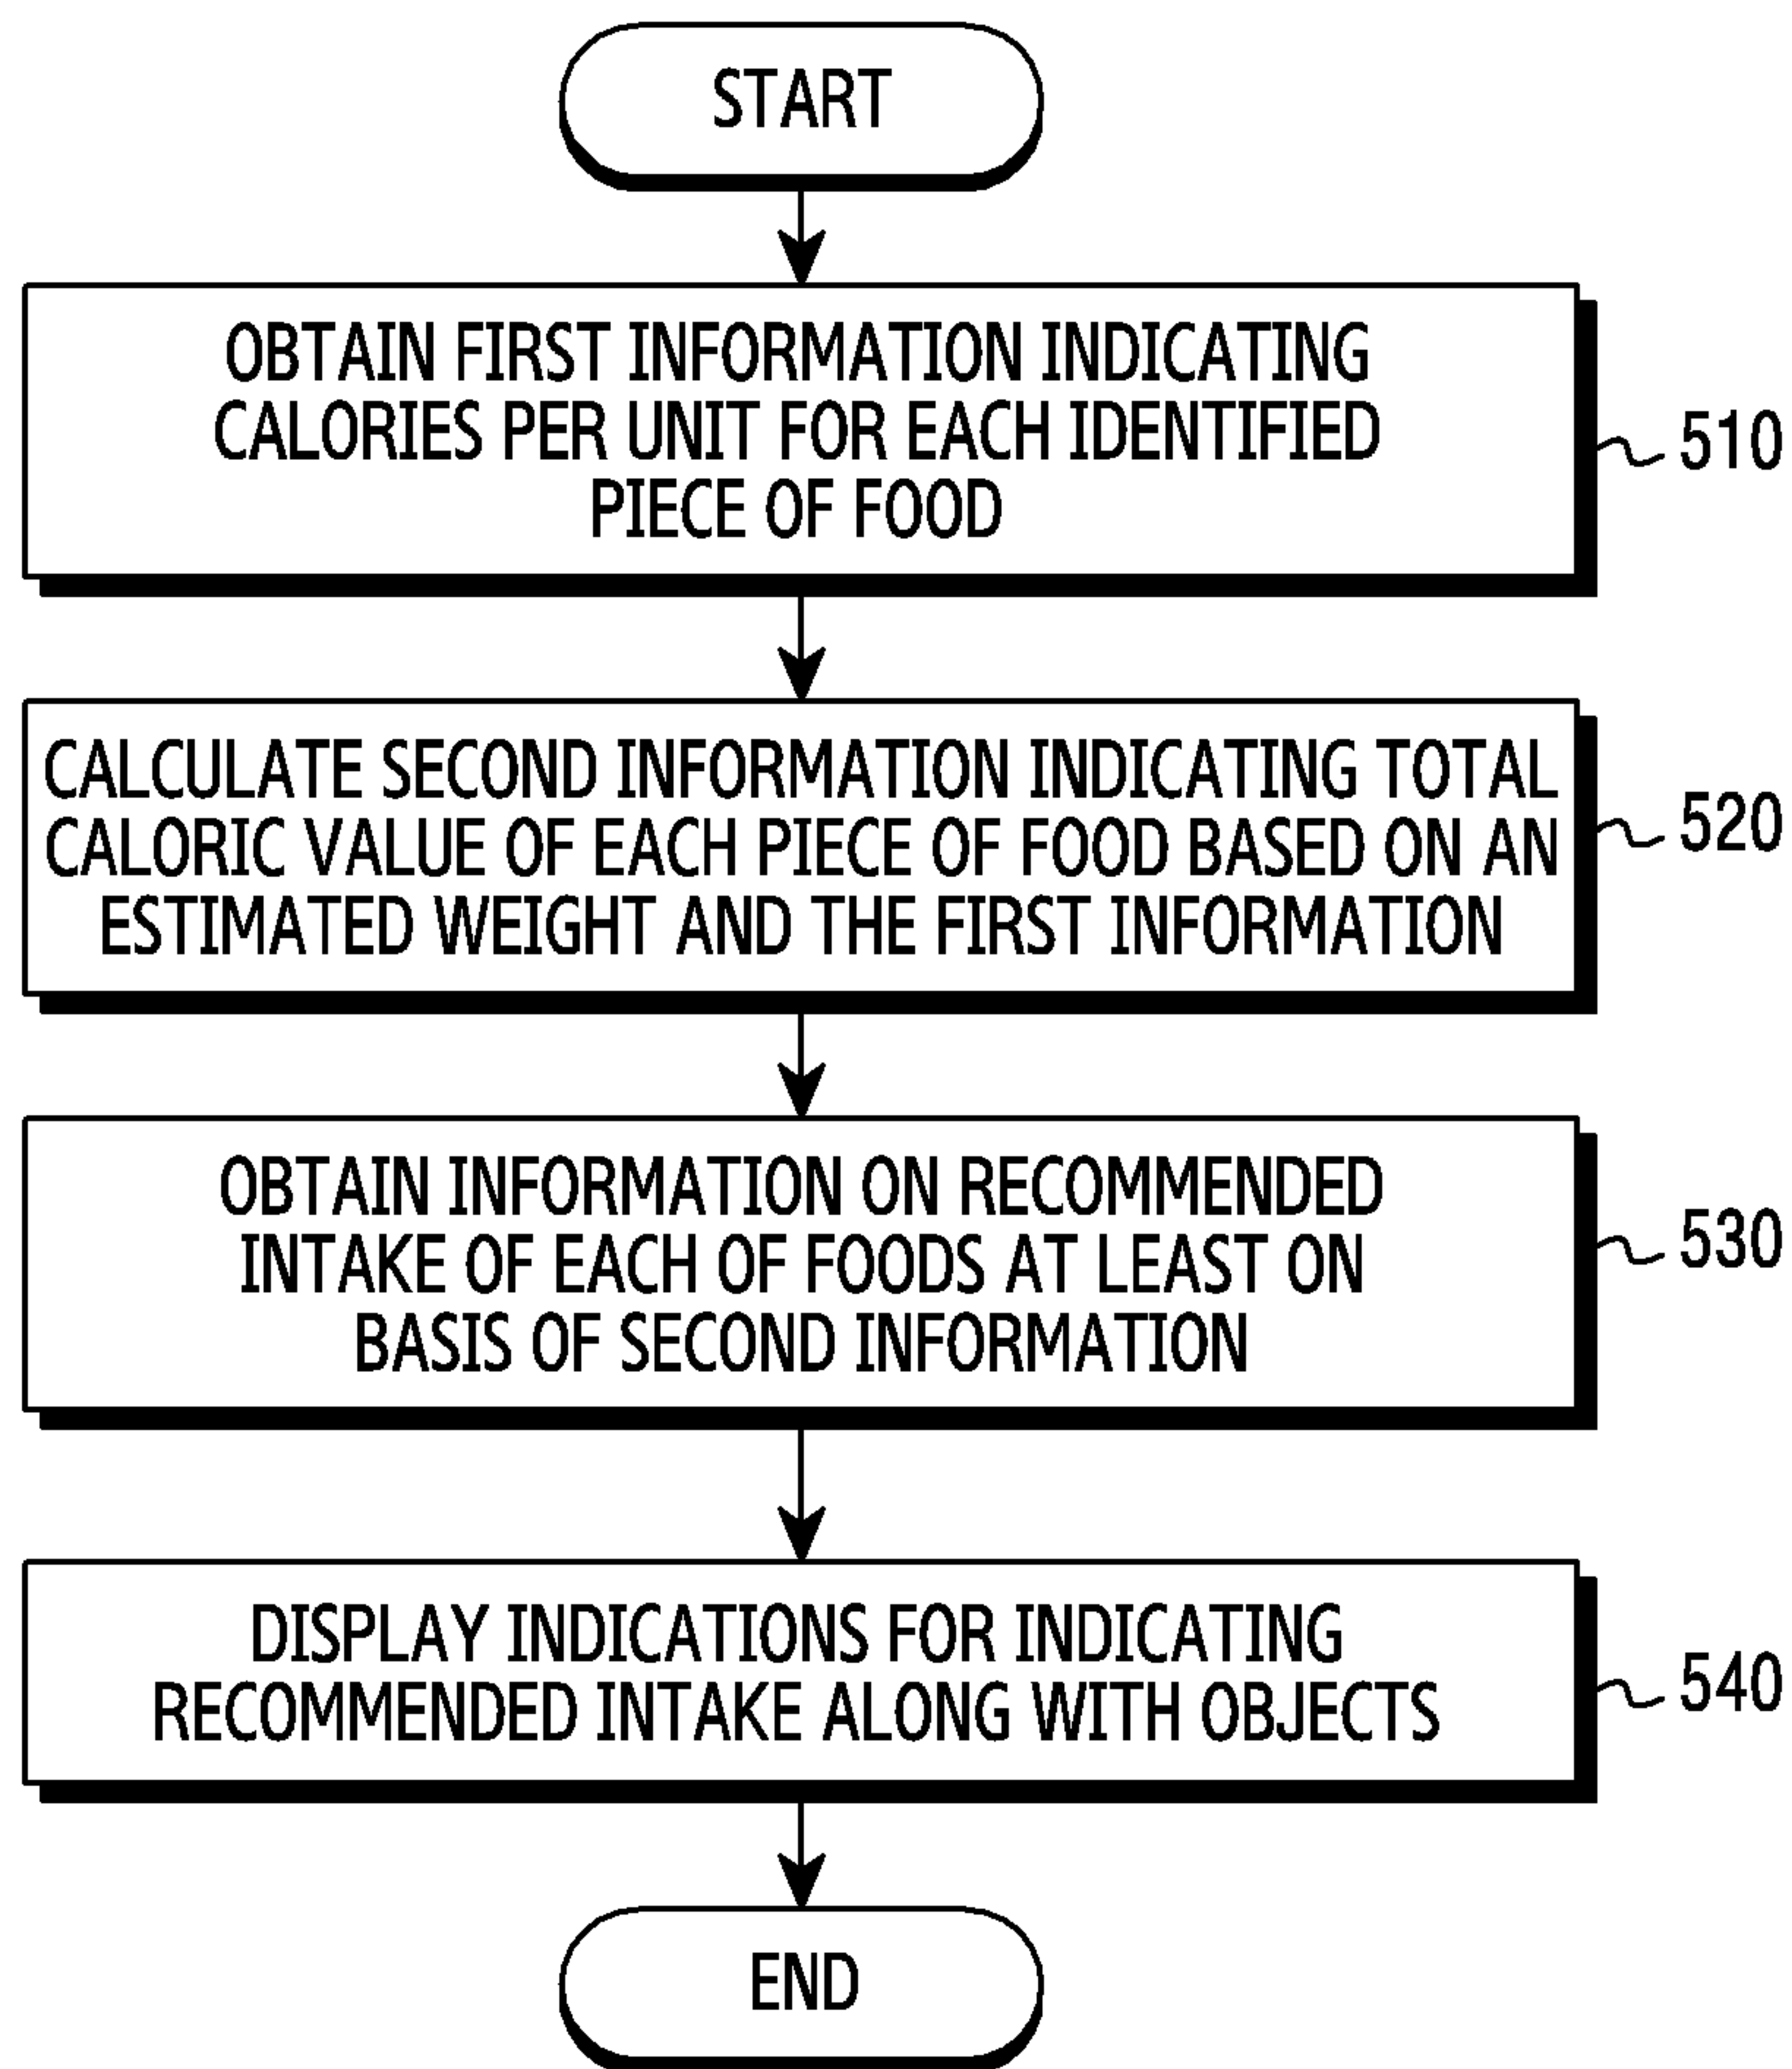 START
OBTAIN FIRST INFORMATION INDICATING
CALORIES PER UNIT FOR EACH IDENTIFIED
PIECE OF FOOD
510
CALCULATE SECOND INFORMATION INDICATING TOTAL
CALORIC VALUE OF EACH PIECE OF FOOD BASED ON AN
ESTIMATED WEIGHT AND THE FIRST INFORMATION
520
OBTAIN INFORMATION ON RECOMMENDED
INTAKE OF EACH OF FOODS AT LEAST ON
BASIS OF SECOND INFORMATION
530
DISPLAY INDICATIONS FOR INDICATING
RECOMMENDED INTAKE ALONG WITH OBJECTS
540
END